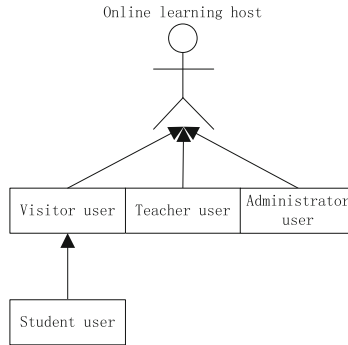 Online learning host
Visitor user
Teacher user
Administrator
user
Student user